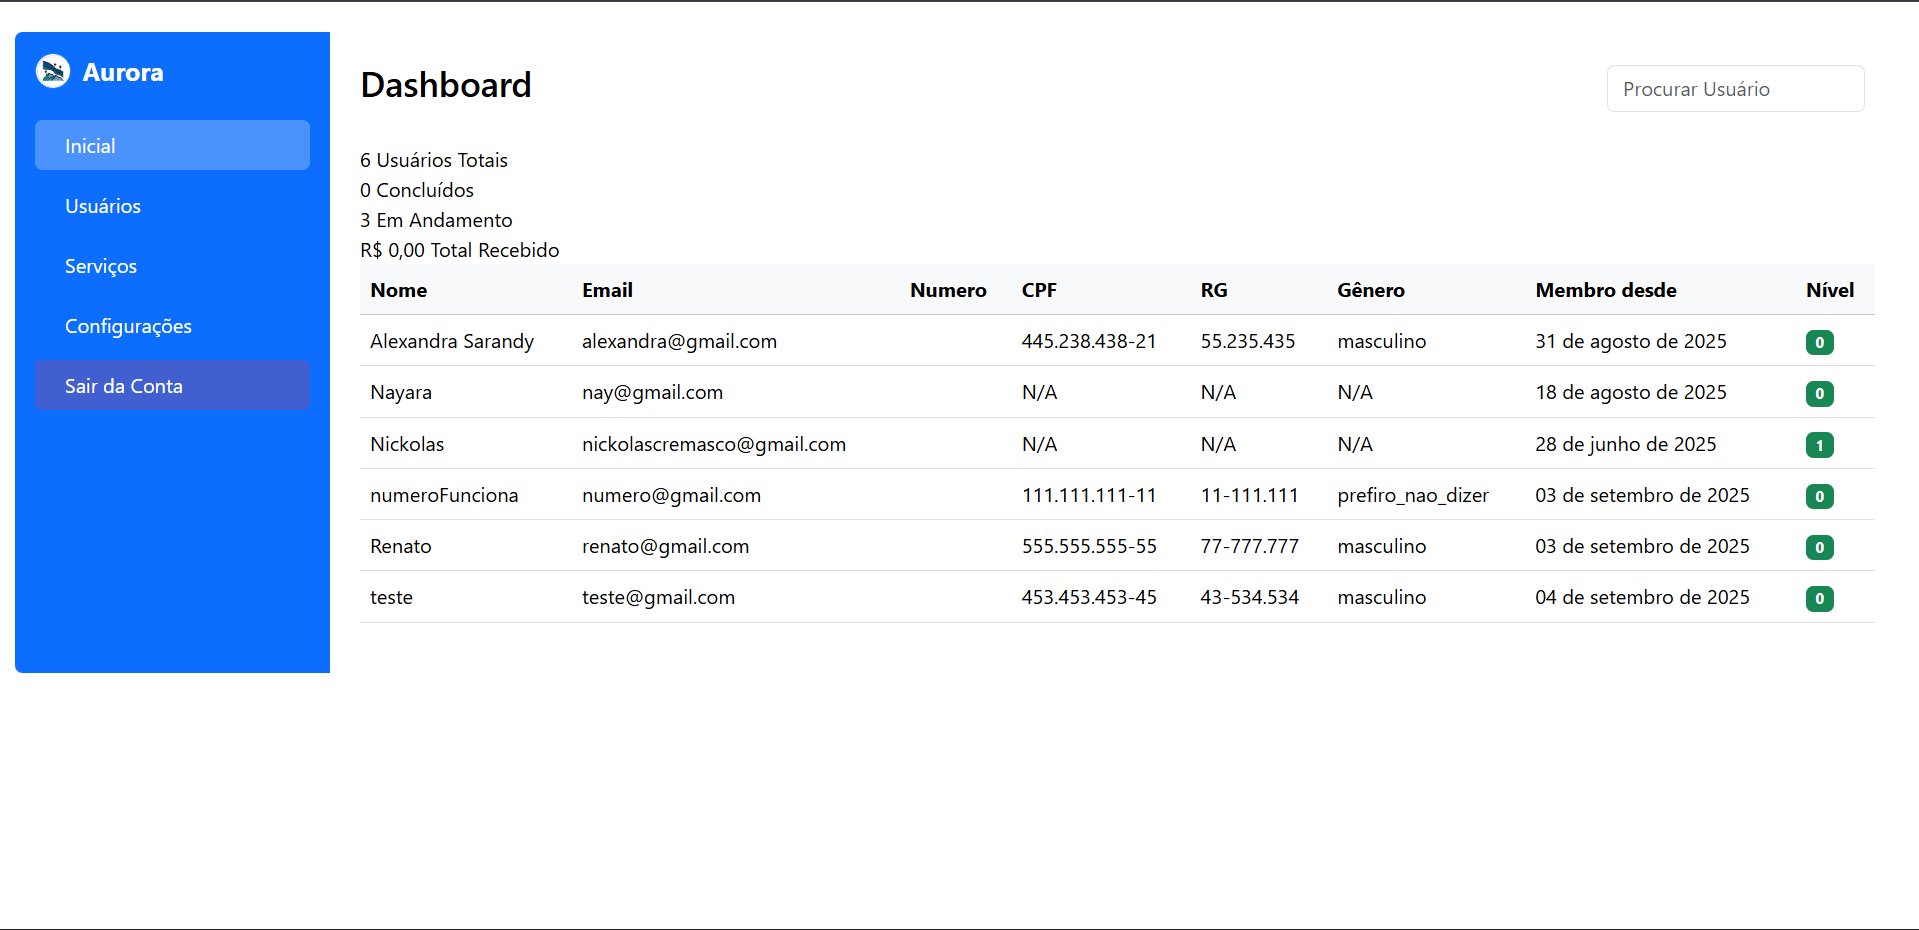 Aurora
Inicial
Usuários
Serviços
Configurações
Sair da Conta
Dashboard
Procurar Usuário
6 Usuários Totais
0 Concluídos
3 Em Andamento
R$ 0,00 Total Recebido
Nome Email Numero CPF RG Gênero Membro desde Nível
Alexandra Sarandy alexandra@gmail.com 445.238.438-21 55.235.435 masculino 31 de agosto de 2025 0
Nayara nay@gmail.com N/A N/A N/A 18 de agosto de 2025 0
Nickolas nickolascremasco@gmail.com N/A N/A N/A 28 de junho de 2025 1
numeroFunciona numero@gmail.com 111.111.111-11 11-111.111 prefiro_nao_dizer 03 de setembro de 2025 0
Renato renato@gmail.com 555.555.555-55 77-777.777 masculino 03 de setembro de 2025 0
teste teste@gmail.com 453.453.453-45 43-534.534 masculino 04 de setembro de 2025 0